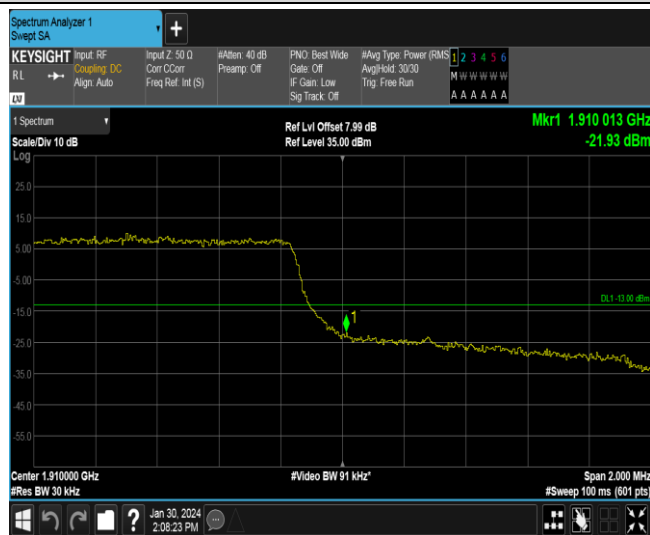 Spectrum Analyzer 1
Swept SA
+
KEYSIGHT
RL
LXI
Input: RF
Coupling: DC
Align: Auto
Input Z: 50 Ω
Corr CCorr
Freq Ref: Int (S)
#Atten: 40 dB
Preamp: Off
PNO: Best Wide
Gate: Off
IF Gain: Low
Sig Track: Off
#Avg Type: Power (RMS
Avg|Hold: 30/30
Trig: Free Run
1 2 3 4 5 6
M W W W W W
A A A A A A
1 Spectrum
Scale/Div 10 dB
Log
Ref Lvl Offset 7.99 dB
Ref Level 35.00 dBm
Mkr1 1.910 013 GHz
-21.93 dBm
25.0
15.0
5.00
-5.00
DL1 -13.00 dBm
-15.0
1
-25.0
-35.0
-45.0
-55.0
Center 1.910000 GHz
#Video BW 91 kHz*
Span 2.000 MHz
#Res BW 30 kHz
#Sweep 100 ms (601 pts)
?
Jan 30, 2024
2:08:23 PM